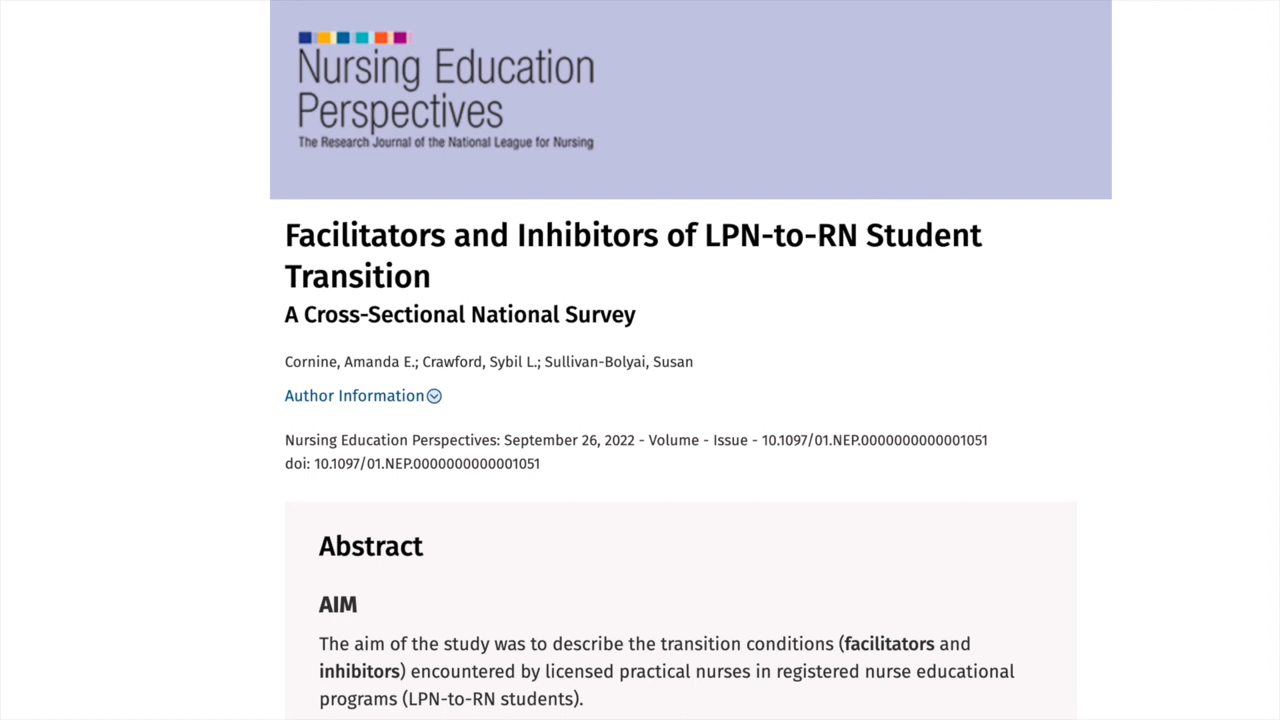 Nursing Education
Perspectives
The Research Journal of the National League for Nursing
Facilitators and Inhibitors of LPN-to-RN Student
Transition
A Cross-Sectional National Survey
Cornine, Amanda E.; Crawford, Sybil L.; Sullivan-Bolyai, Susan
Author Information
Nursing Education Perspectives: September 26, 2022 - Volume - Issue - 10.1097/01.NEP.0000000000001051
doi: 10.1097/01.NEP.0000000000001051
Abstract
AIM
The aim of the study was to describe the transition conditions (facilitators and
inhibitors) encountered by licensed practical nurses in registered nurse educational
programs (LPN-to-RN students).